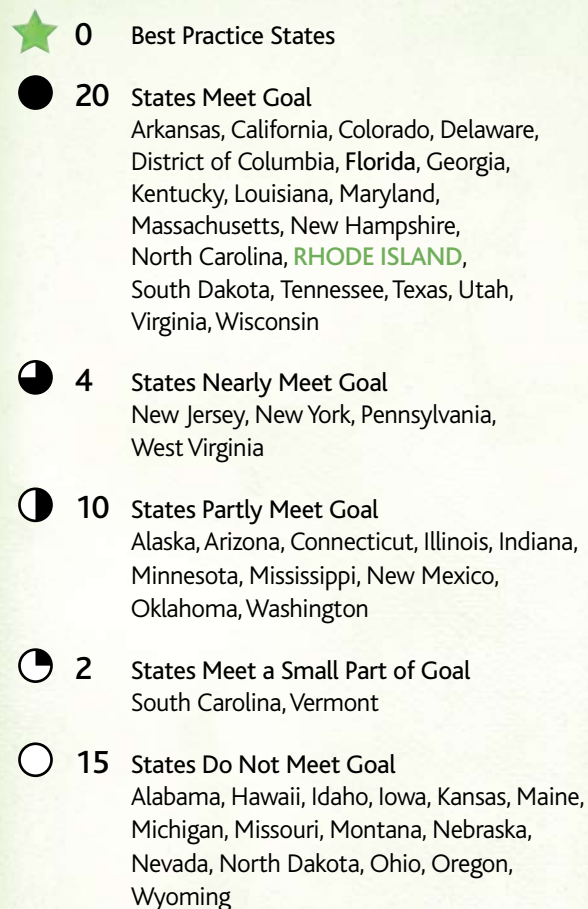 0 Best Practice States
20 States Meet Goal
Arkansas, California, Colorado, Delaware,
District of Columbia, Florida, Georgia,
Kentucky, Louisiana, Maryland,
Massachusetts, New Hampshire,
North Carolina, RHODE ISLAND,
South Dakota, Tennessee, Texas, Utah,
Virginia, Wisconsin
4 States Nearly Meet Goal
New Jersey, New York, Pennsylvania,
West Virginia
10 States Partly Meet Goal
Alaska, Arizona, Connecticut, Illinois, Indiana,
Minnesota, Mississippi, New Mexico,
Oklahoma, Washington
2 States Meet a Small Part of Goal
South Carolina, Vermont
15 States Do Not Meet Goal
Alabama, Hawaii, Idaho, Iowa, Kansas, Maine,
Michigan, Missouri, Montana, Nebraska,
Nevada, North Dakota, Ohio, Oregon,
Wyoming